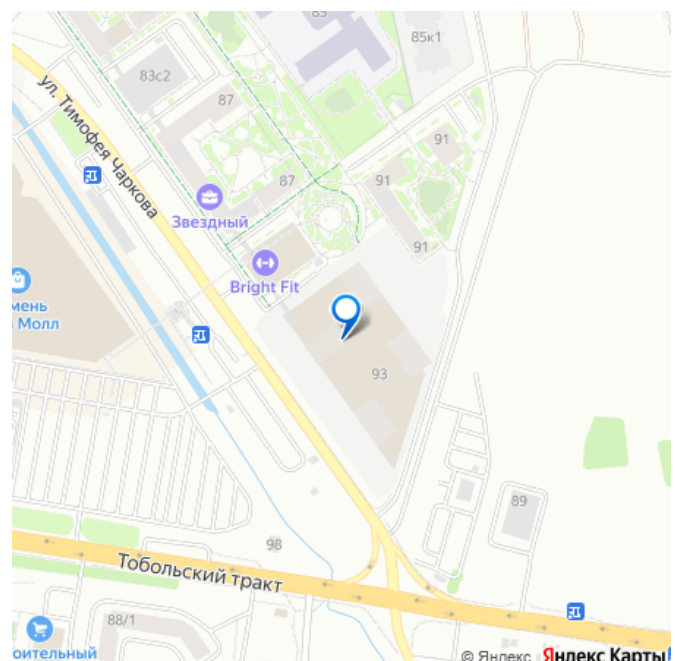 85
85к1
83с2
87
ул. Тимофея Чаркова
91
87
91
Звездный
91
Bright Fit
мень
Молл
93
89
98
Тобольский тракт
88/1
оительный
© Яндекс Яндекс Карты